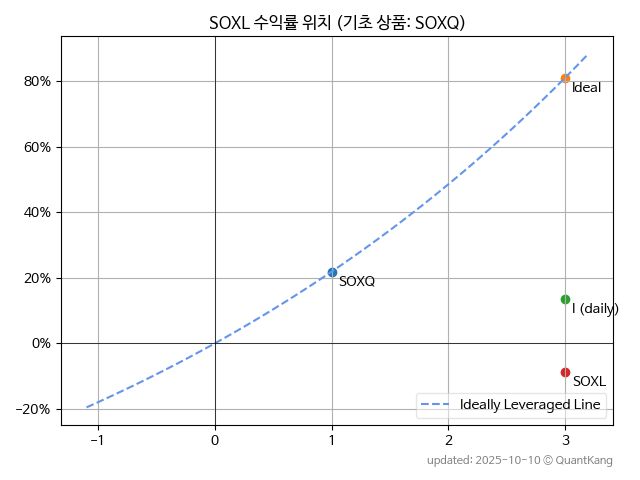 SOXL 수익률 위치 (기초 상품: SOXQ)
80%
60%
40%
20%
0%
−20%
Ideal
SOXQ
I (daily)
SOXL
Ideally Leveraged Line
−1
0
1
2
3
updated: 2025-10-10 © QuantKang